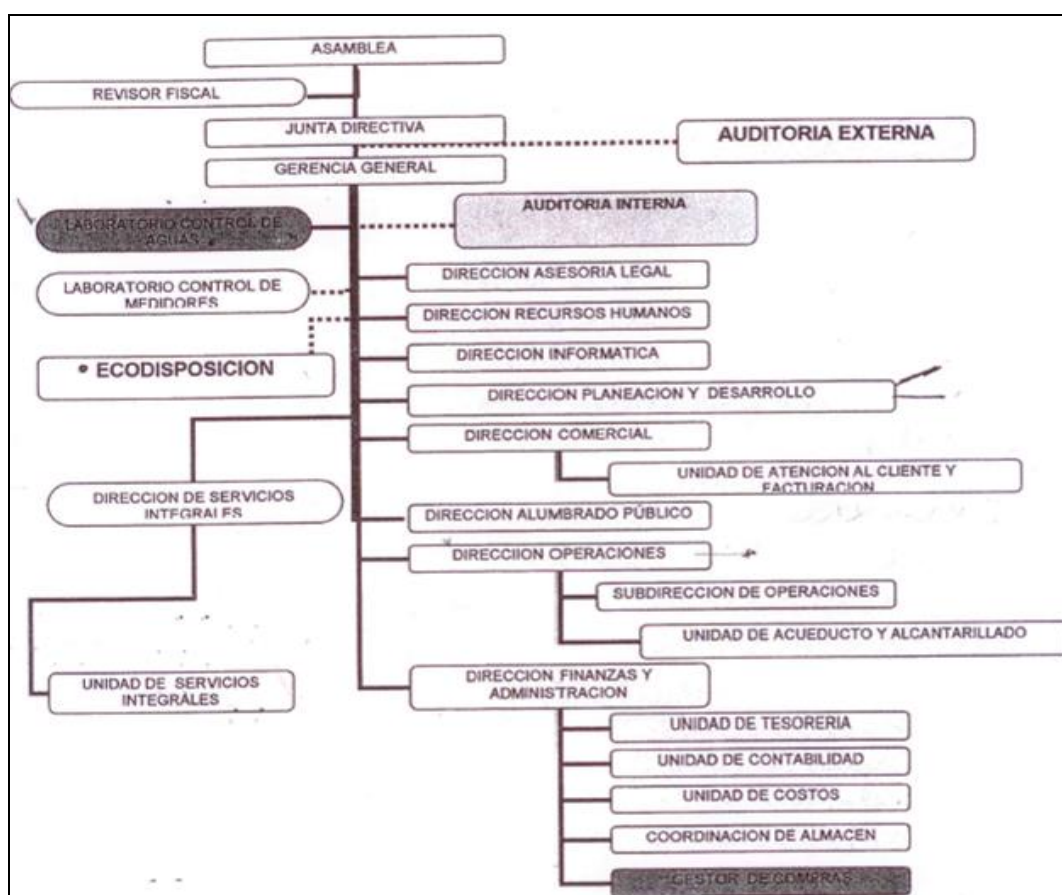 ASAMBLEA
REVISOR FISCAL
JUNTA DIRECTIVA
AUDITORIA EXTERNA
GERENCIA GENERAL
AUDITORIA INTERNA
LABORATORIO CONTROL DE
AGUAS
DIRECCION ASESORIA LEGAL
LABORATORIO CONTROL DE
MEDIDORES
DIRECCION RECURSOS HUMANOS
• ECODISPOSICION
DIRECCION INFORMATICA
DIRECCION PLANEACION Y DESARROLLO
DIRECCION COMERCIAL
UNIDAD DE ATENCION AL CLIENTE Y
FACTURACION
DIRECCION DE SERVICIOS
INTEGRALES
DIRECCION ALUMBRADO PÚBLICO
DIRECCIION OPERACIONES
SUBDIRECCION DE OPERACIONES
UNIDAD DE ACUEDUCTO Y ALCANTARILLADO
UNIDAD DE SERVICIOS
INTEGRALES
DIRECCION FINANZAS Y
ADMINISTRACION
UNIDAD DE TESORERIA
UNIDAD DE CONTABILIDAD
UNIDAD DE COSTOS
COORDINACION DE ALMACEN
GESTOR DE COMPRAS